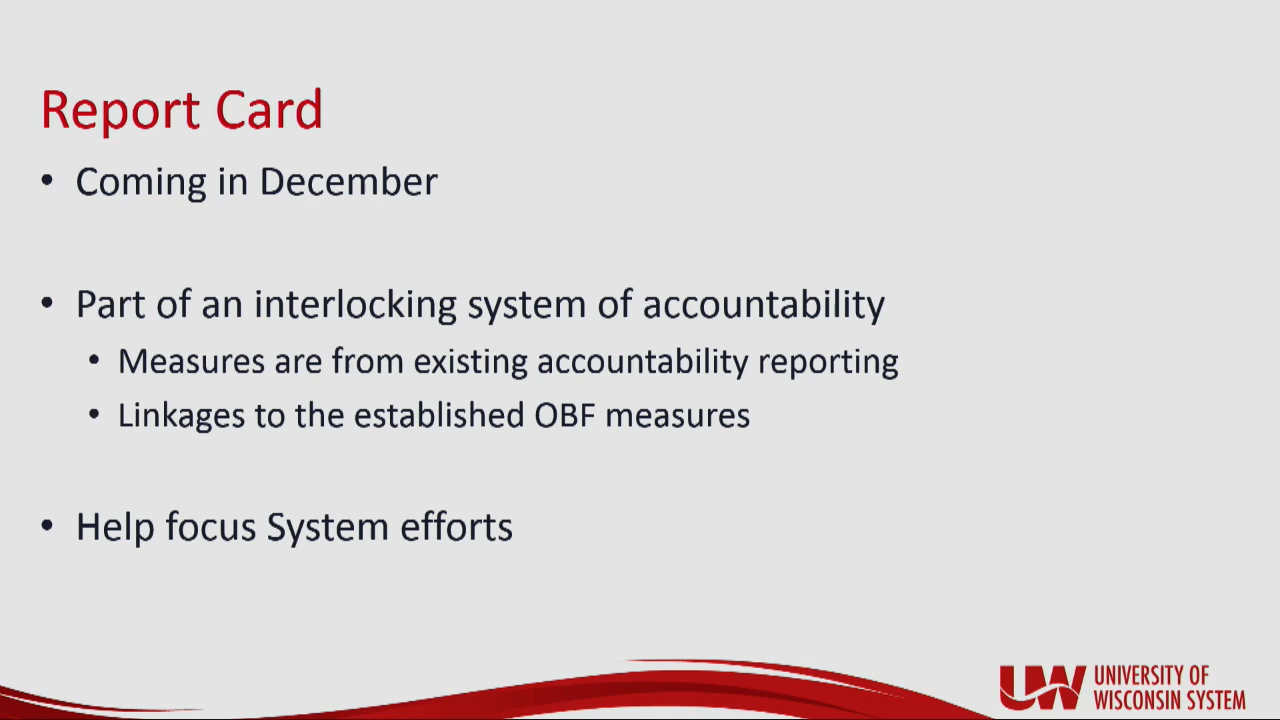 Report Card
• Coming in December
• Part of an interlocking system of accountability
• Measures are from existing accountability reporting
• Linkages to the established OBF measures
• Help focus System efforts
UW UNIVERSITY OF
WISCONSIN SYSTEM